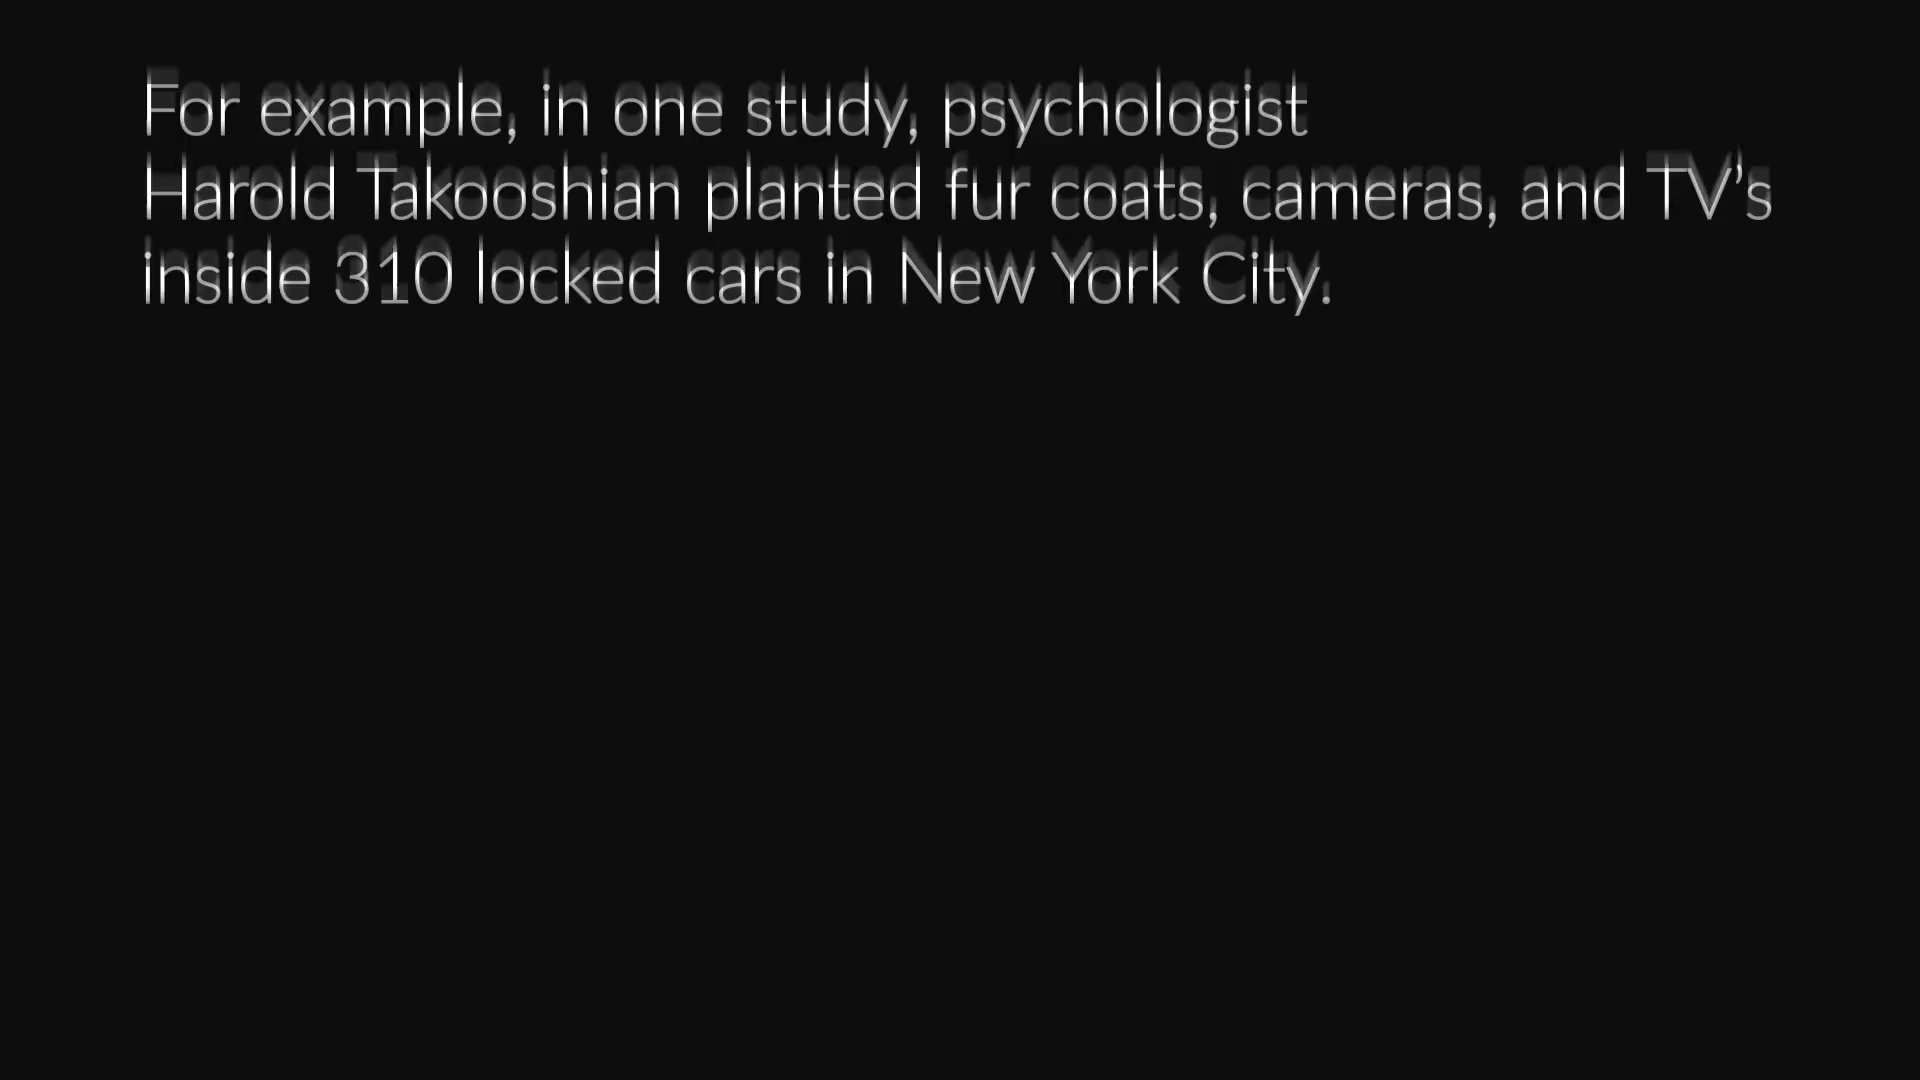 For example, in one study, psychologist
Harold Takooshian planted fur coats, cameras, and TV's
inside 310 locked cars in New York City.